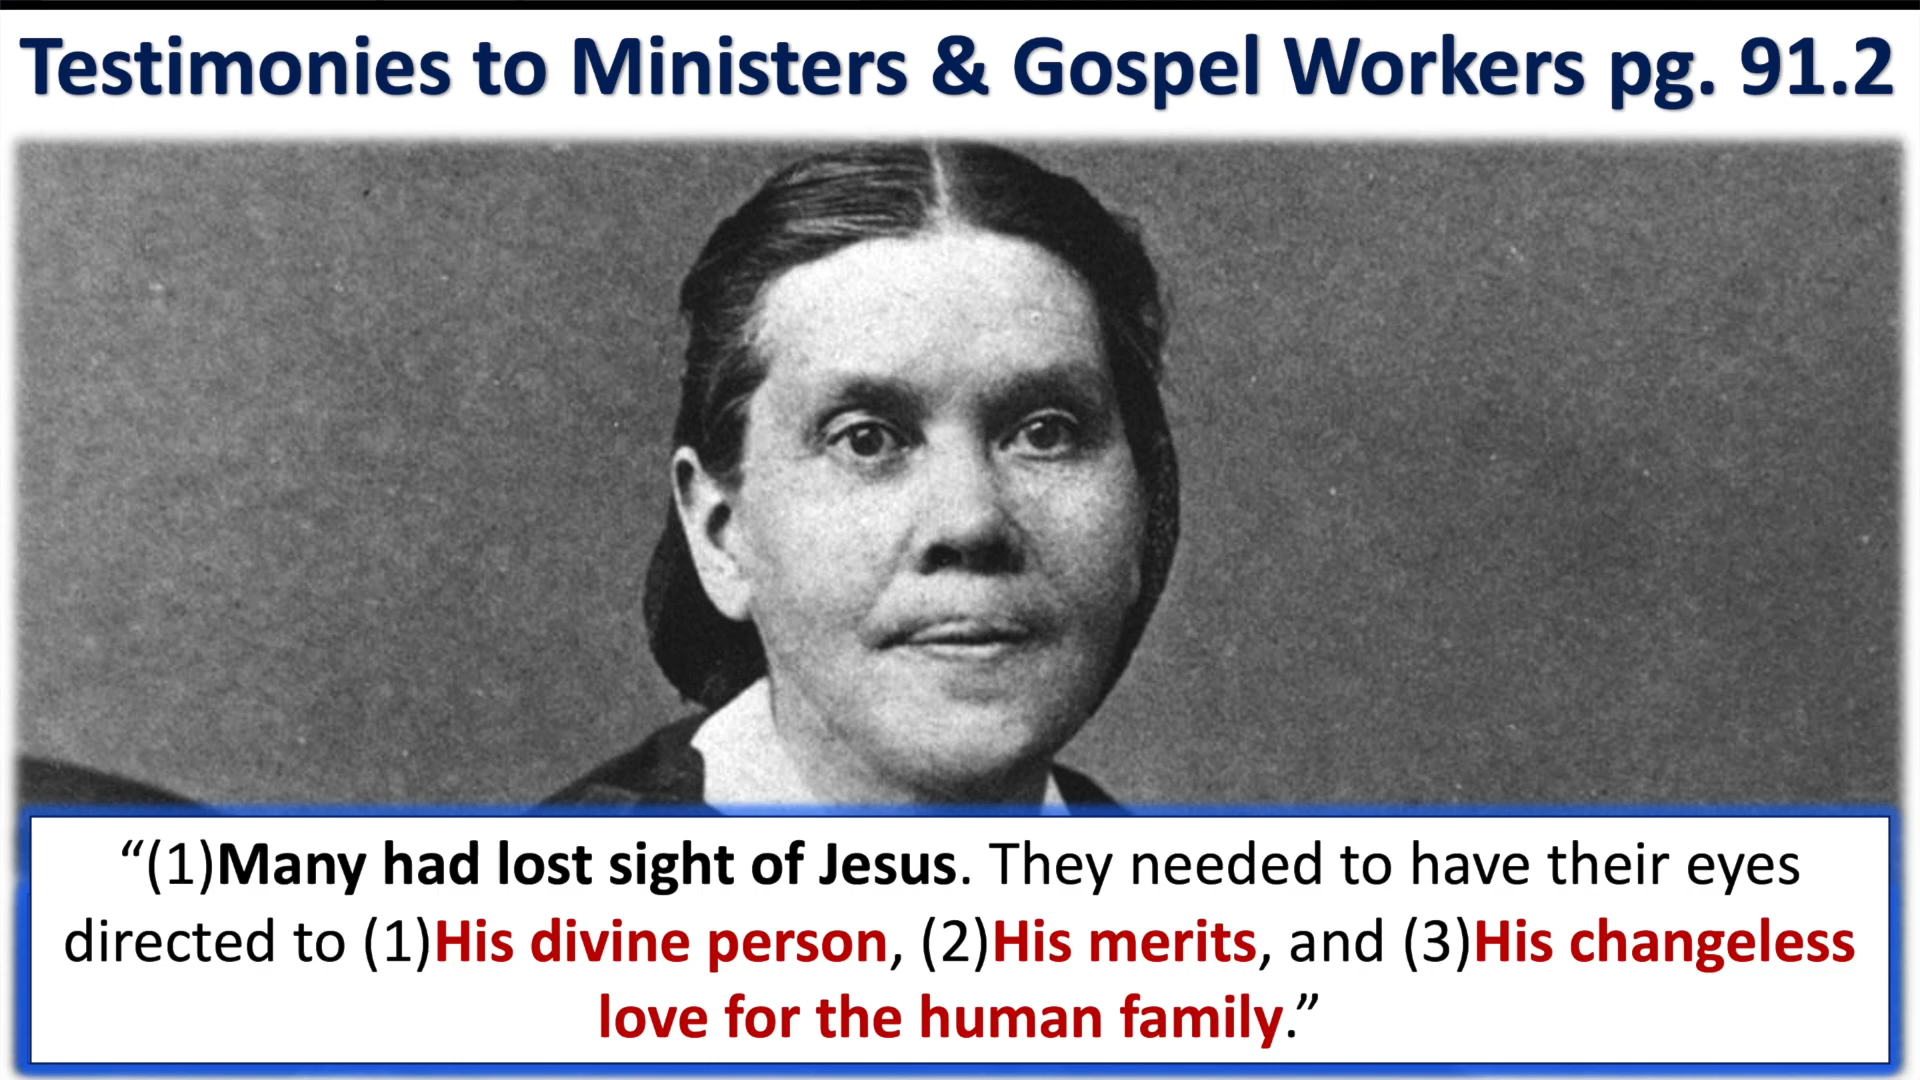 Testimonies to Ministers & Gospel Workers pg. 91.2
“(1)Many had lost sight of Jesus. They needed to have their eyes
directed to (1)His divine person, (2)His merits, and (3)His changeless
love for the human family.”